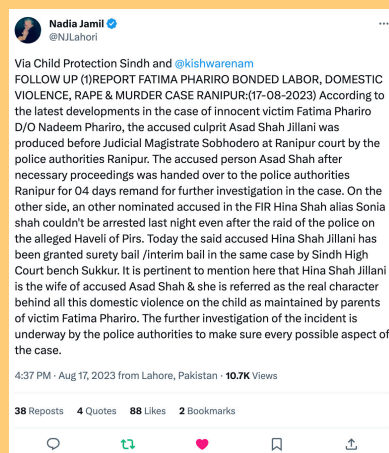 Nadia Jamil
@NJLahori
Via Child Protection Sindh and @kishwarenam
FOLLOW UP (1)REPORT FATIMA PHARIRO BONDED LABOR, DOMESTIC
VIOLENCE, RAPE & MURDER CASE RANIPUR:(17-08-2023) According to
the latest developments in the case of innocent victim Fatima Phariro
D/O Nadeem Phariro, the accused culprit Asad Shah Jillani was
produced before Judicial Magistrate Sobhodero at Ranipur court by the
police authorities Ranipur. The accused person Asad Shah after
necessary proceedings was handed over to the police authorities
Ranipur for 04 days remand for further investigation in the case. On the
other side, an other nominated accused in the FIR Hina Shah alias Sonia
shah couldn't be arrested last night even after the raid of the police on
the alleged Haveli of Pirs. Today the said accused Hina Shah Jillani has
been granted surety bail /interim bail in the same case by Sindh High
Court bench Sukkur. It is pertinent to mention here that Hina Shah Jillani
is the wife of accused Asad Shah & she is referred as the real character
behind all this domestic violence on the child as maintained by parents
of victim Fatima Phariro. The further investigation of the incident is
underway by the police authorities to make sure every possible aspect of
the case.
4:37 PM · Aug 17, 2023 from Lahore, Pakistan · 10.7K Views
38 Reposts 4 Quotes 88 Likes 2 Bookmarks